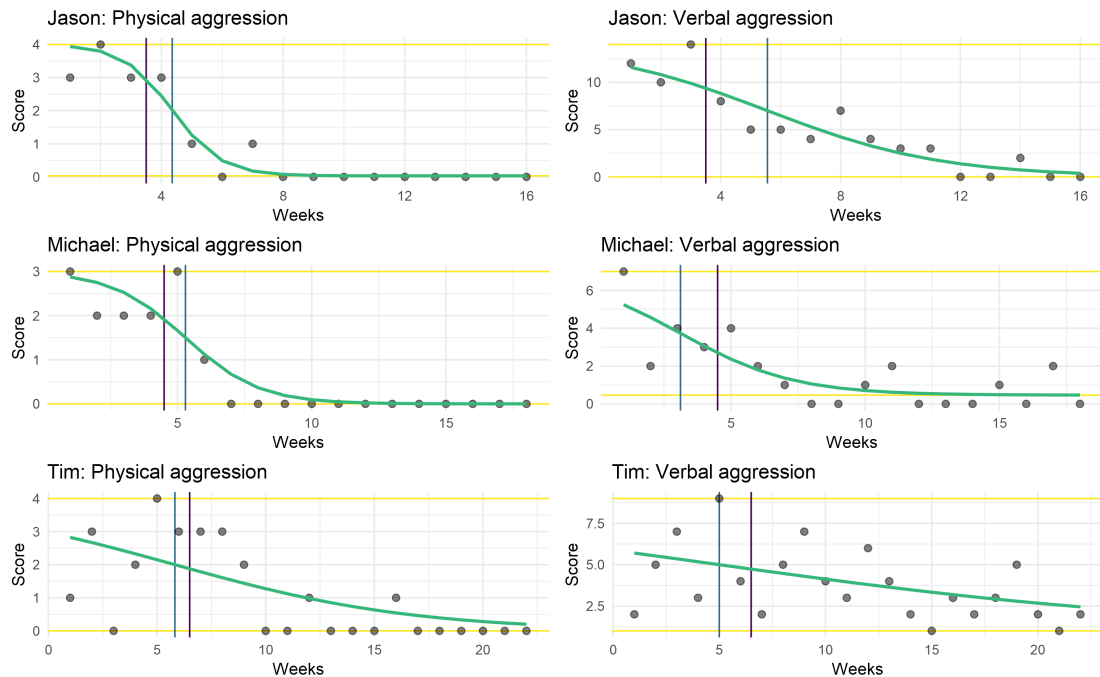 Jason: Physical aggression
Score
4
3
2
1
0
4 8 12 16
Weeks
Jason: Verbal aggression
Score
10
5
0
4 8 12 16
Weeks
Michael: Physical aggression
Score
3
2
1
0
5 10 15
Weeks
Michael: Verbal aggression
Score
6
4
2
0
5 10 15
Weeks
Tim: Physical aggression
Score
4
3
2
1
0
0 5 10 15 20
Weeks
Tim: Verbal aggression
Score
7.5
5.0
2.5
0 5 10 15 20
Weeks